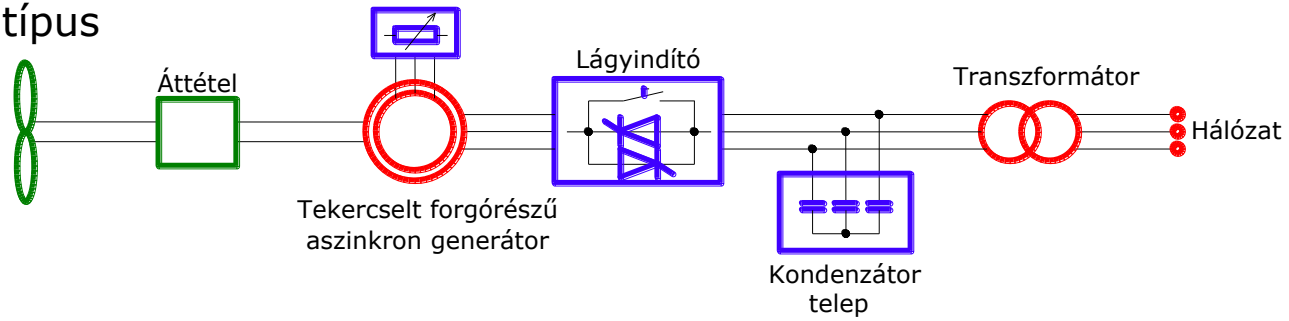 típus
Áttétel
Lágyindító
Transzformátor
Hálózat
Tekercselt forgórészű
aszinkron generátor
Kondenzátor
telep